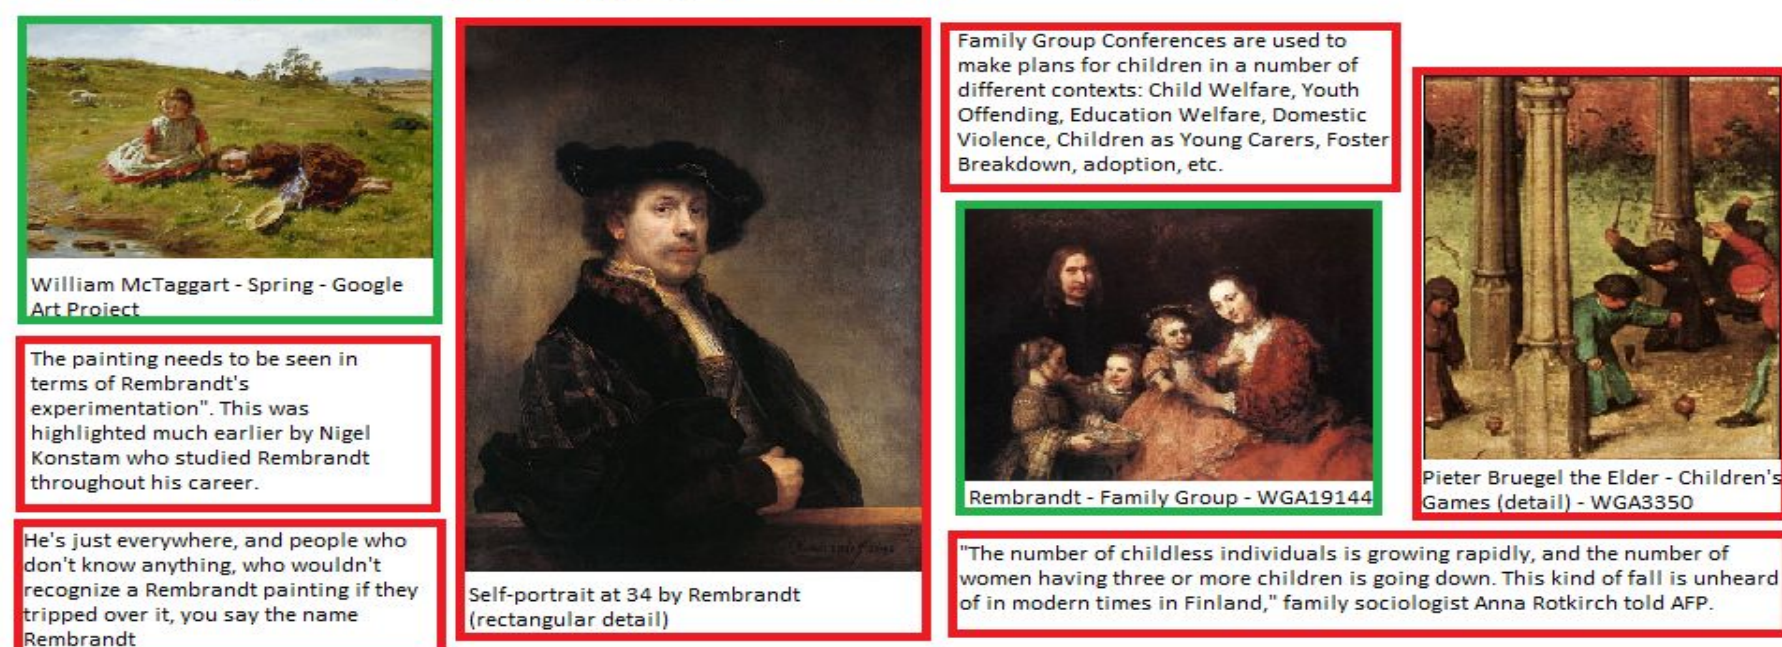 William McTaggart - Spring - Google
Art Project
The painting needs to be seen in
terms of Rembrandt's
experimentation". This was
highlighted much earlier by Nigel
Konstam who studied Rembrandt
throughout his career.
He's just everywhere, and people who
don't know anything, who wouldn't
recognize a Rembrandt painting if they
tripped over it, you say the name
Rembrandt
Self-portrait at 34 by Rembrandt
(rectangular detail)
Family Group Conferences are used to
make plans for children in a number of
different contexts: Child Welfare, Youth
Offending, Education Welfare, Domestic
Violence, Children as Young Carers, Foster
Breakdown, adoption, etc.
Rembrandt - Family Group - WGA19144
Pieter Bruegel the Elder - Children's
Games (detail) - WGA3350
"The number of childless individuals is growing rapidly, and the number of
women having three or more children is going down. This kind of fall is unheard
of in modern times in Finland," family sociologist Anna Rotkirch told AFP.